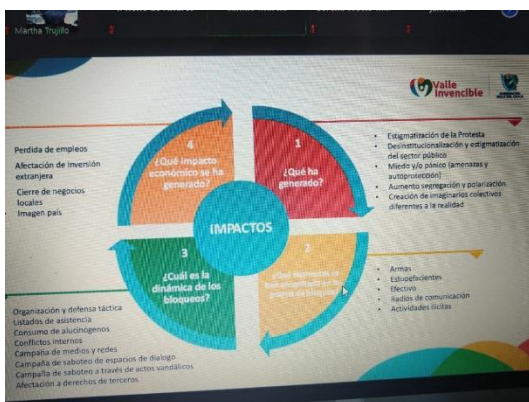 Martha Trujillo
Valle
Invencible
Perdida de empleos
Afectación de Inversión
extranjera
Cierre de negocios
locales
Imagen país
4
¿Qué impacto
económico se ha
generado?
1
¿Qué ha
generado?
• Estigmatización de la Protesta
• Desinstitucionalización y estigmatización
del sector público
• Miedo y/o pánico (amenazas y
autoprotección)
• Aumento segregación y polarización
• Creación de imaginarios colectivos
diferentes a la realidad
IMPACTOS
3
¿Cuál es la
dinámica de los
bloqueos?
2
• Armas
• Estupefacientes
• Efectivo
• Radios de comunicación
• Actividades ilícitas
Organización y defensa táctica
Listados de asistencia
Consumo de alucinógenos
Conflictos internos
Campaña de medios y redes
Campaña de saboteo de espacios de dialogo
Campaña de saboteo a través de actos vandálicos
Afectación a derechos de terceros